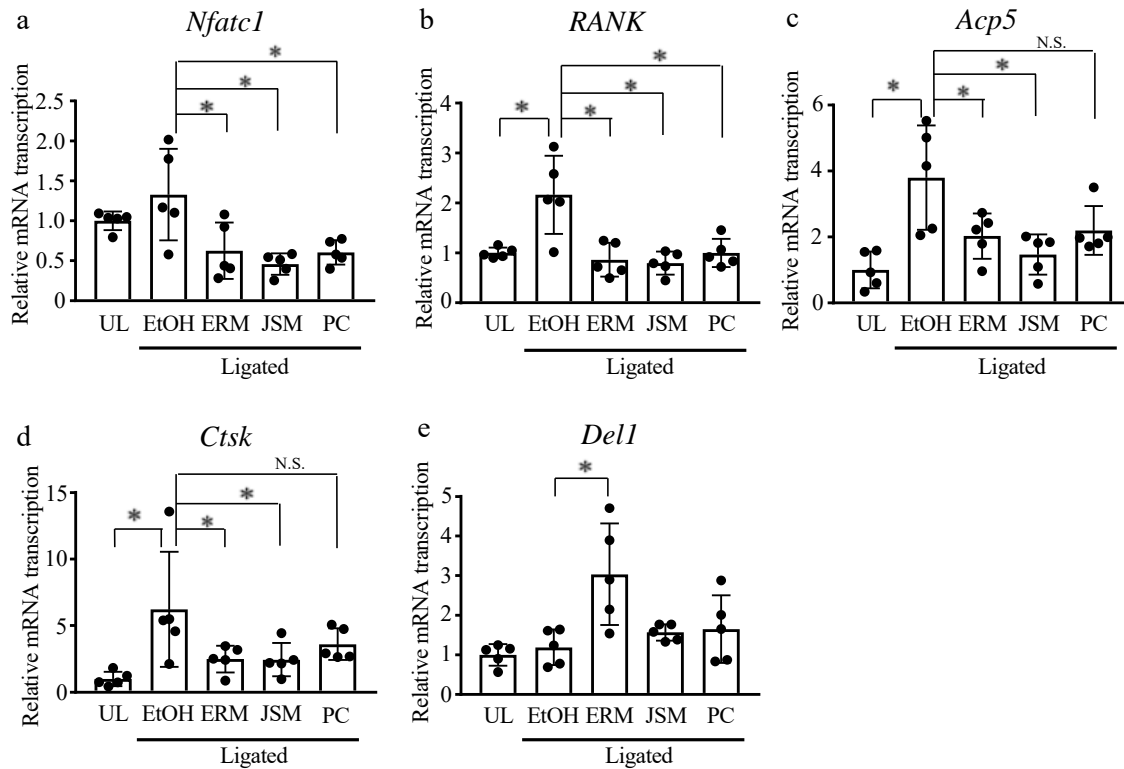 a
Nfatc1
* * *
Relative mRNA transcription
2.5
2.0
1.5
1.0
0.5
0
UL EtOH ERM JSM PC
Ligated
b
RANK
* * * *
Relative mRNA transcription
4
3
2
1
0
UL EtOH ERM JSM PC
Ligated
c
Acp5
N.S.
* * *
Relative mRNA transcription
6
4
2
0
UL EtOH ERM JSM PC
Ligated
d
Ctsk
N.S.
* * *
Relative mRNA transcription
15
10
5
0
UL EtOH ERM JSM PC
Ligated
e
Del1
*
Relative mRNA transcription
5
4
3
2
1
0
UL EtOH ERM JSM PC
Ligated